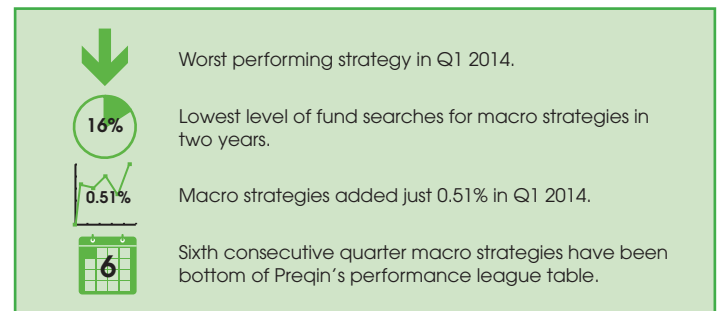 Worst performing strategy in Q1 2014.
16%
Lowest level of fund searches for macro strategies in
two years.
0.51%
Macro strategies added just 0.51% in Q1 2014.
6
Sixth consecutive quarter macro strategies have been
bottom of Preqin's performance league table.